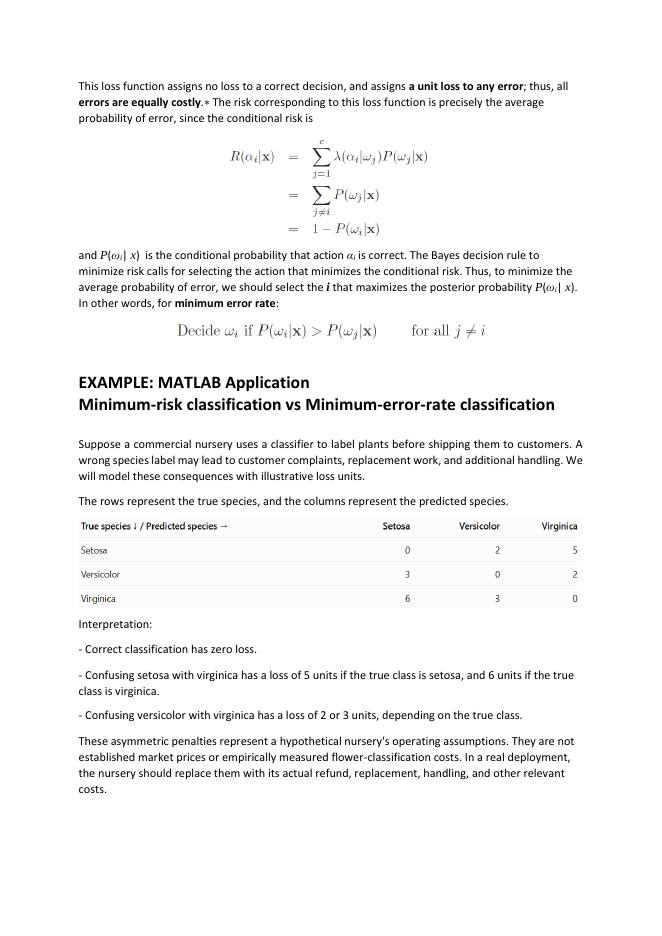 This loss function assigns no loss to a correct decision, and assigns a unit loss to any error; thus, all
errors are equally costly.∗ The risk corresponding to this loss function is precisely the average
probability of error, since the conditional risk is
R(αᵢ|x) = ∑_{j=1}^{c} λ(αᵢ|ωⱼ)P(ωⱼ|x)
= ∑_{j≠i} P(ωⱼ|x)
= 1 − P(ωᵢ|x)
and P(ωᵢ| x) is the conditional probability that action αᵢ is correct. The Bayes decision rule to
minimize risk calls for selecting the action that minimizes the conditional risk. Thus, to minimize the
average probability of error, we should select the i that maximizes the posterior probability P(ωᵢ| x).
In other words, for minimum error rate:
Decide ωᵢ if P(ωᵢ|x) > P(ωⱼ|x) for all j ≠ i
EXAMPLE: MATLAB Application
Minimum-risk classification vs Minimum-error-rate classification
Suppose a commercial nursery uses a classifier to label plants before shipping them to customers. A
wrong species label may lead to customer complaints, replacement work, and additional handling. We
will model these consequences with illustrative loss units.
The rows represent the true species, and the columns represent the predicted species.
True species ↓ / Predicted species → Setosa Versicolor Virginica
Setosa 0 2 5
Versicolor 3 0 2
Virginica 6 3 0
Interpretation:
- Correct classification has zero loss.
- Confusing setosa with virginica has a loss of 5 units if the true class is setosa, and 6 units if the true
class is virginica.
- Confusing versicolor with virginica has a loss of 2 or 3 units, depending on the true class.
These asymmetric penalties represent a hypothetical nursery's operating assumptions. They are not
established market prices or empirically measured flower-classification costs. In a real deployment,
the nursery should replace them with its actual refund, replacement, handling, and other relevant
costs.